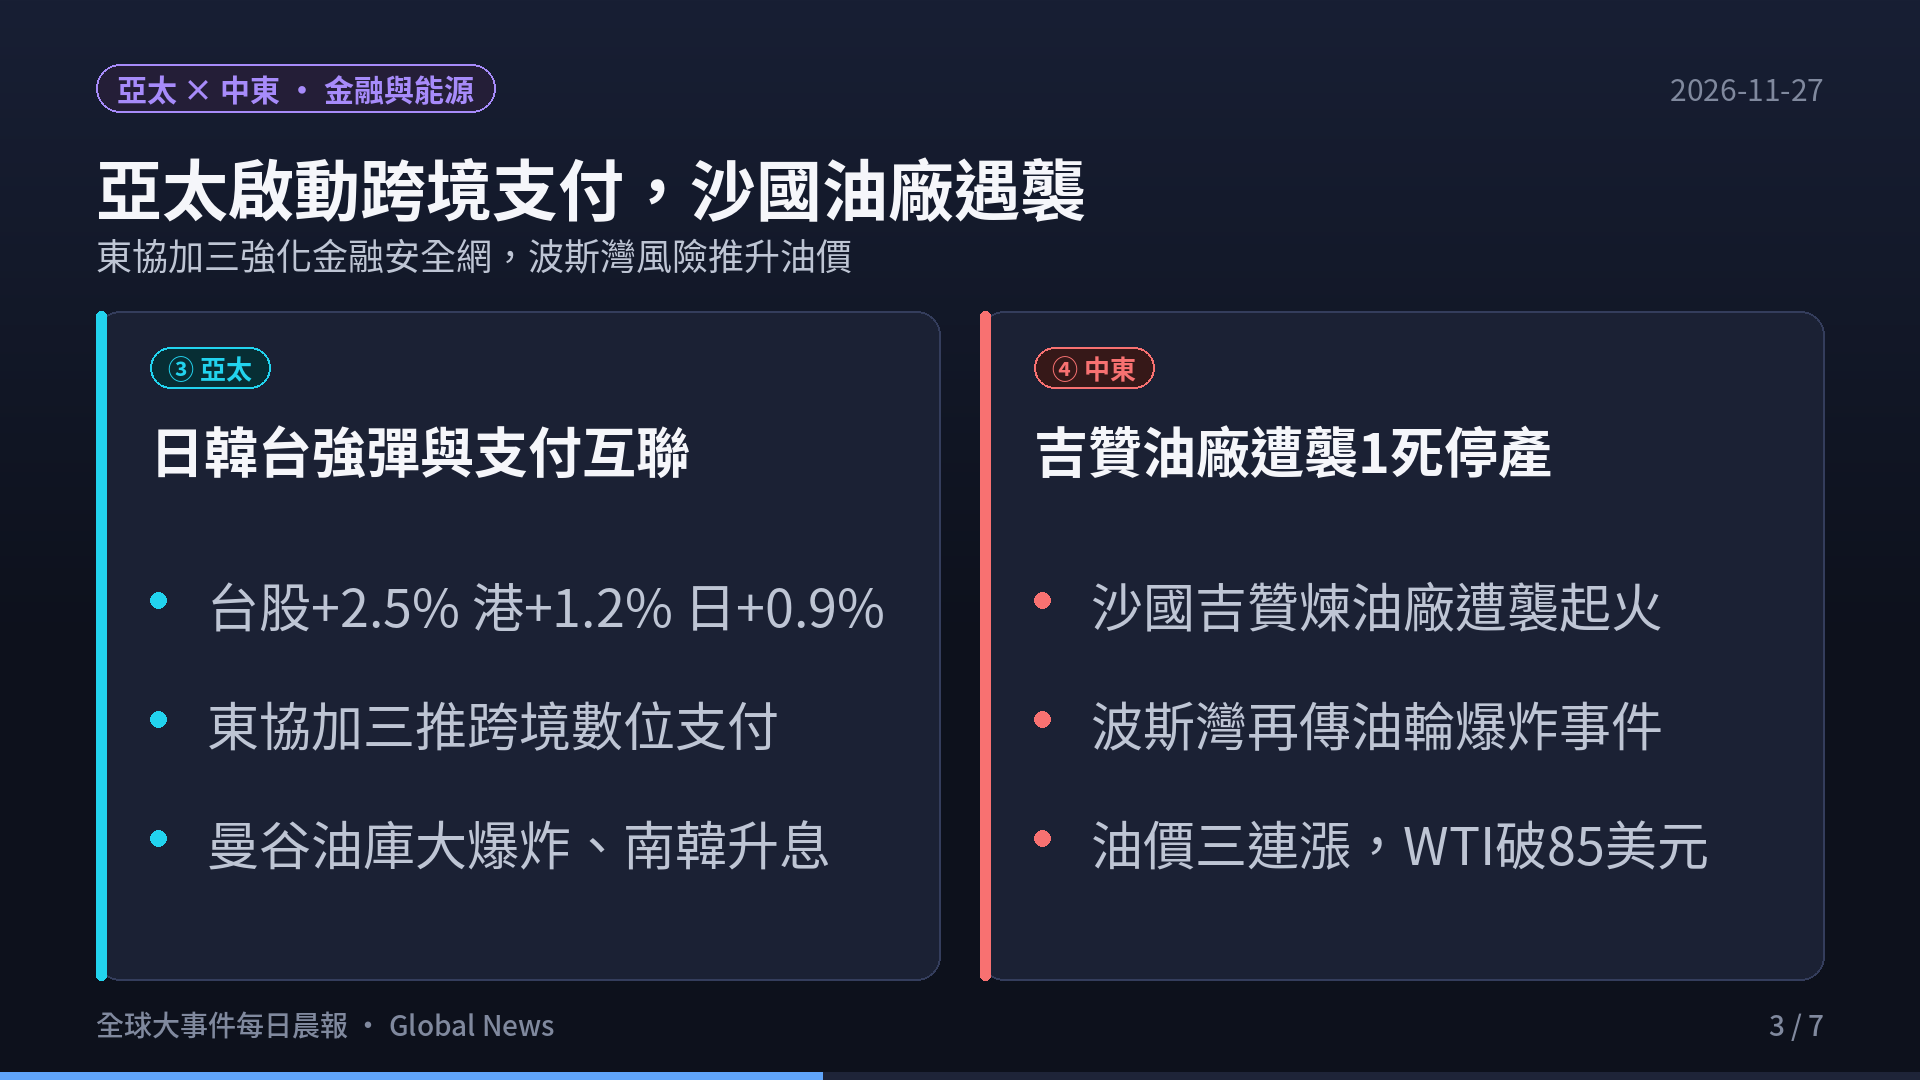 亞太 × 中東 • 金融與能源
2026-11-27
亞太啟動跨境支付，沙國油廠遇襲
東協加三強化金融安全網，波斯灣風險推升油價
③ 亞太
日韓台強彈與支付互聯
台股+2.5% 港+1.2% 日+0.9%
東協加三推跨境數位支付
曼谷油庫大爆炸、南韓升息
④ 中東
吉贊油廠遭襲1死停產
沙國吉贊煉油廠遭襲起火
波斯灣再傳油輪爆炸事件
油價三連漲，WTI破85美元
全球大事件每日晨報 • Global News
3 / 7